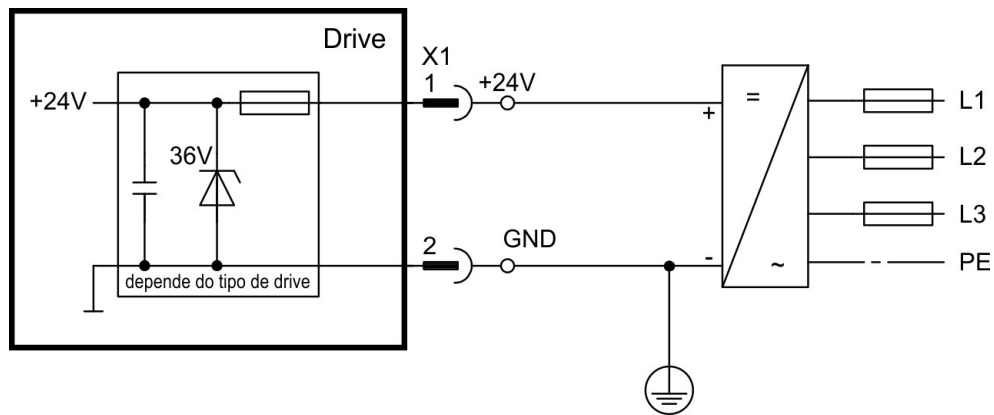 Drive
X1
1
+24V
+24V
=
+
L1
36V
L2
L3
2
GND
-
~
PE
depende do tipo de drive